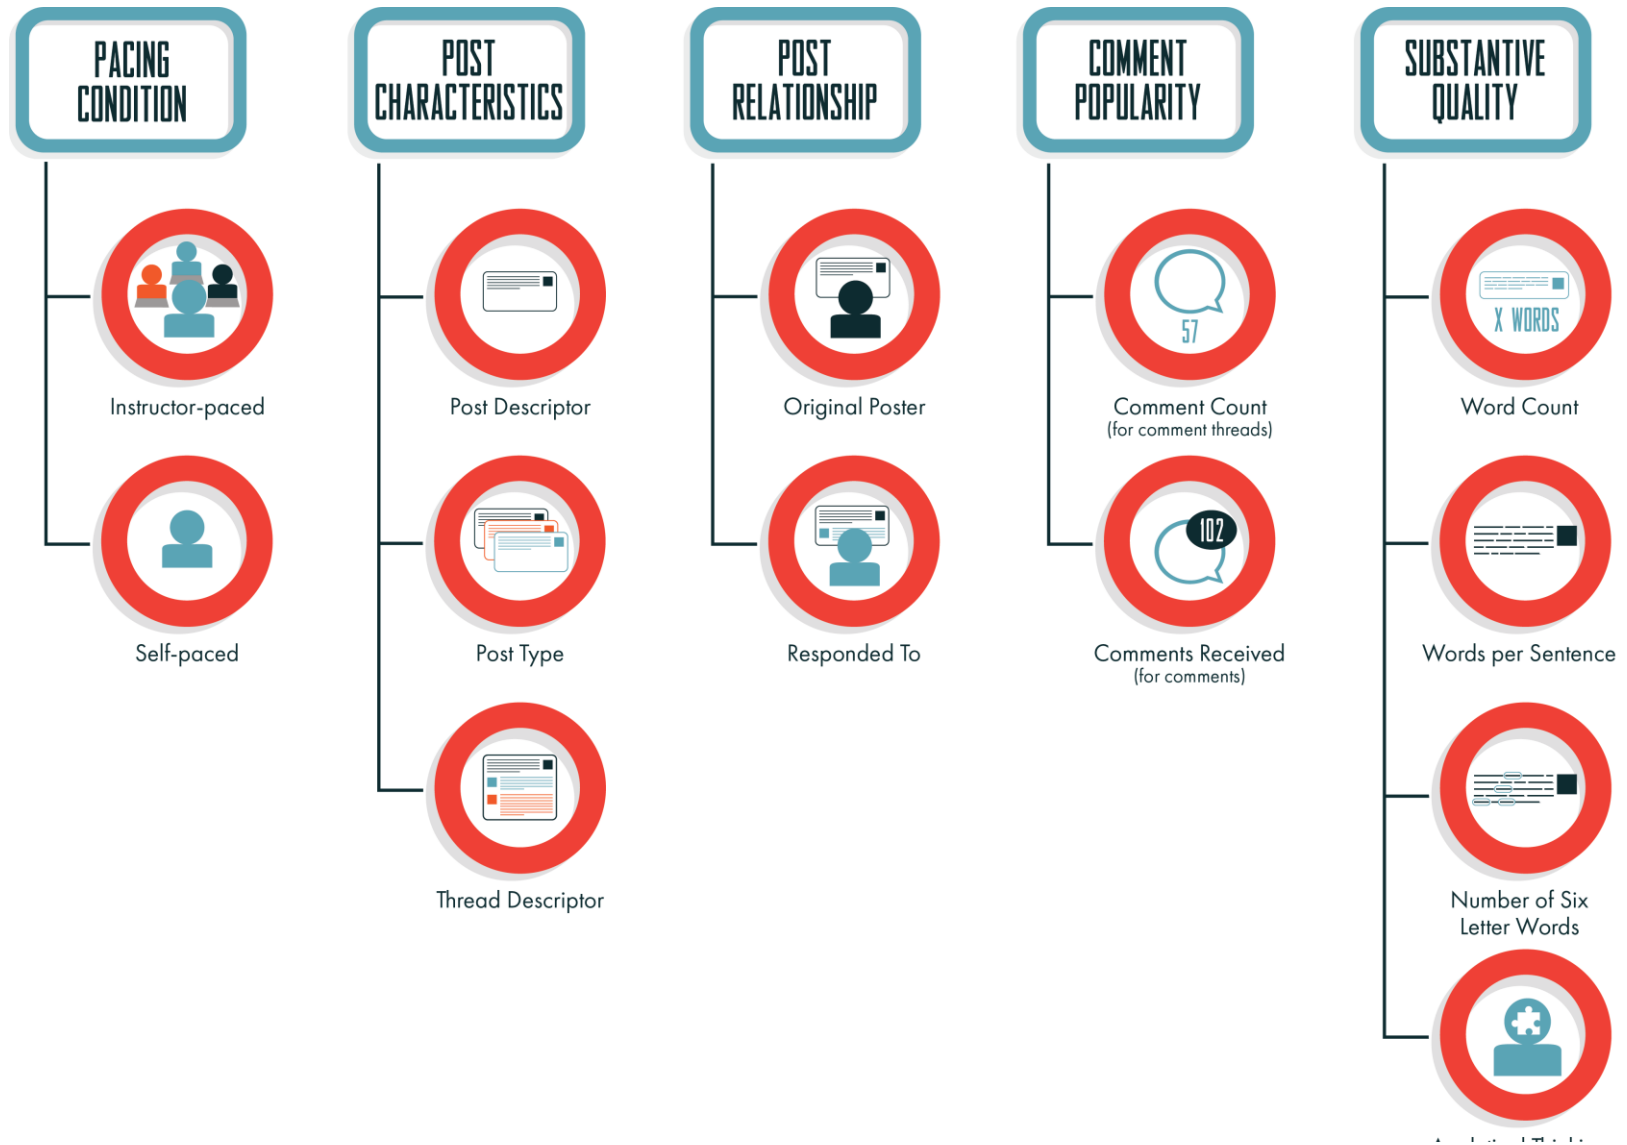 PACING
CONDITION
Instructor-paced
Self-paced
POST
CHARACTERISTICS
Post Descriptor
Post Type
Thread Descriptor
POST
RELATIONSHIP
Original Poster
Responded To
COMMENT
POPULARITY
57
Comment Count
(for comment threads)
102
Comments Received
(for comments)
SUBSTANTIVE
QUALITY
X WORDS
Word Count
Words per Sentence
Number of Six
Letter Words